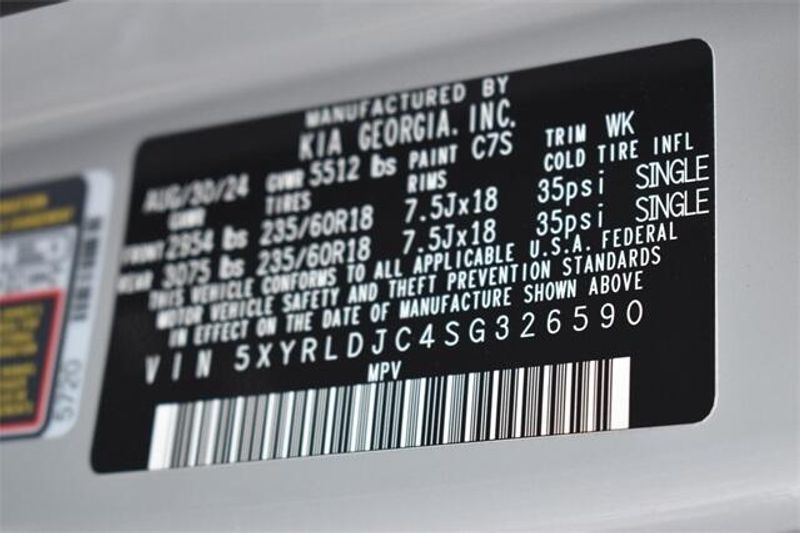 MANUFACTURED BY
KIA GEORGIA. INC.
AUG/30/24 GVWR 5512 lbs PAINT C7S TRIM WK
GAWR TIRES RIMS COLD TIRE INFL
FRONT 2954 lbs 235/60R18 7.5Jx18 35psi SINGLE
REAR 3075 lbs 235/60R18 7.5Jx18 35psi SINGLE
THIS VEHICLE CONFORMS TO ALL APPLICABLE U.S.A. FEDERAL
MOTOR VEHICLE SAFETY AND THEFT PREVENTION STANDARDS
IN EFFECT ON THE DATE OF MANUFACTURE SHOWN ABOVE
VIN 5XYRLDJC4SG326590
MPV
5720